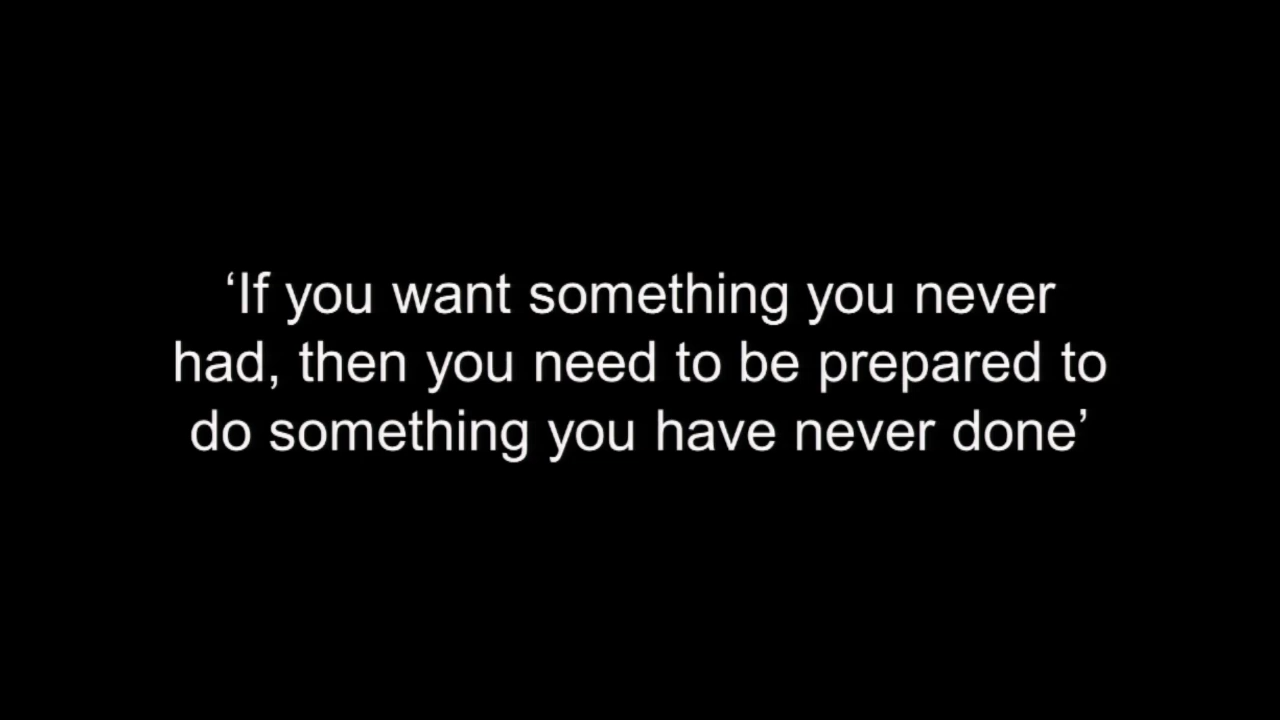 ‘If you want something you never
had, then you need to be prepared to
do something you have never done’